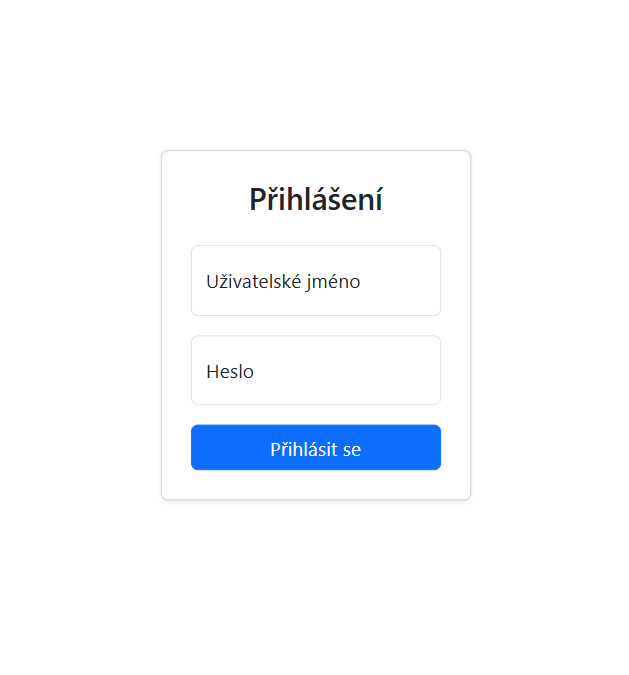 Přihlášení
Uživatelské jméno
Heslo
Přihlásit se